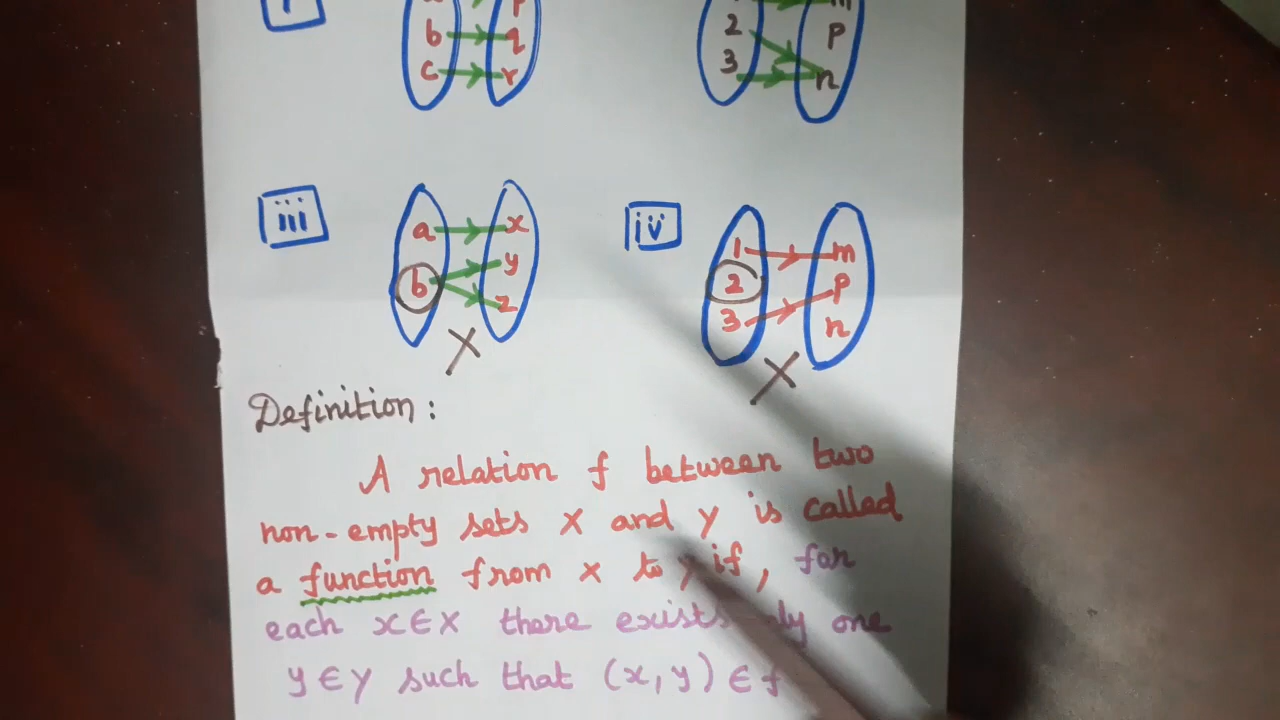 i
p
b q
c r
2 p
3 n
iii
a x
b y
z
iv
1 m
2 p
3 n
Definition :
A relation f between two
non-empty sets X and Y is called
a function from X to Y if, for
each x∈X there exists one
y∈Y such that (x,y) ∈ f